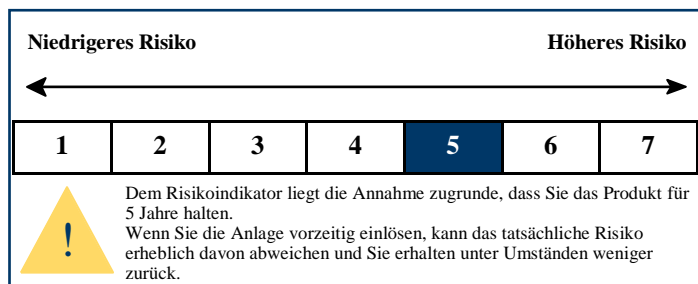 Niedrigeres Risiko Höheres Risiko
1 2 3 4 5 6 7
Dem Risikoindikator liegt die Annahme zugrunde, dass Sie das Produkt für
5 Jahre halten.
Wenn Sie die Anlage vorzeitig einlösen, kann das tatsächliche Risiko
erheblich davon abweichen und Sie erhalten unter Umständen weniger
zurück.
!